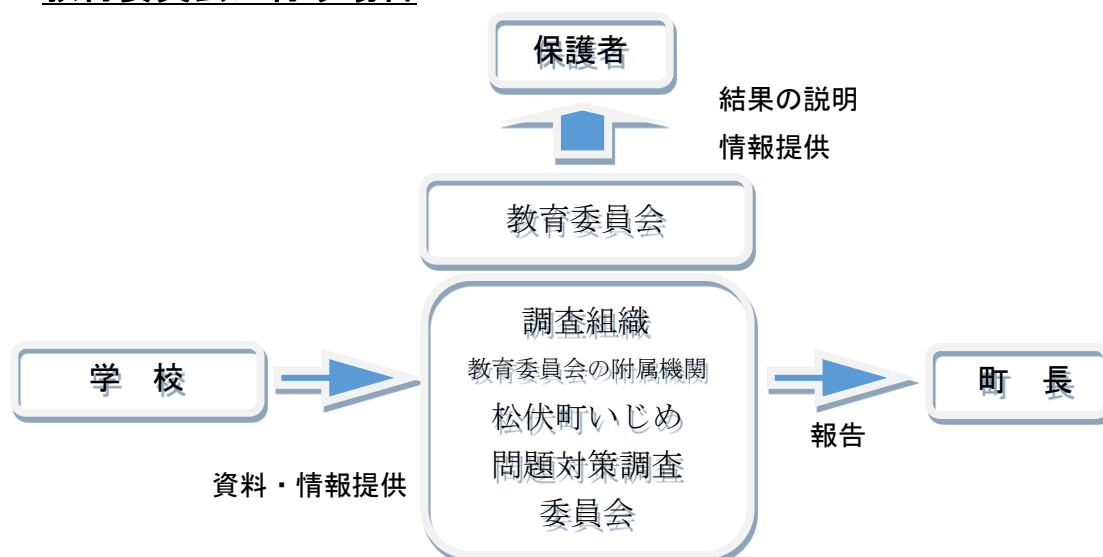 保護者
結果の説明
情報提供
教育委員会
調査組織
教育委員会の附属機関
松伏町いじめ
問題対策調査
委員会
学　校
資料・情報提供
報告
町　長